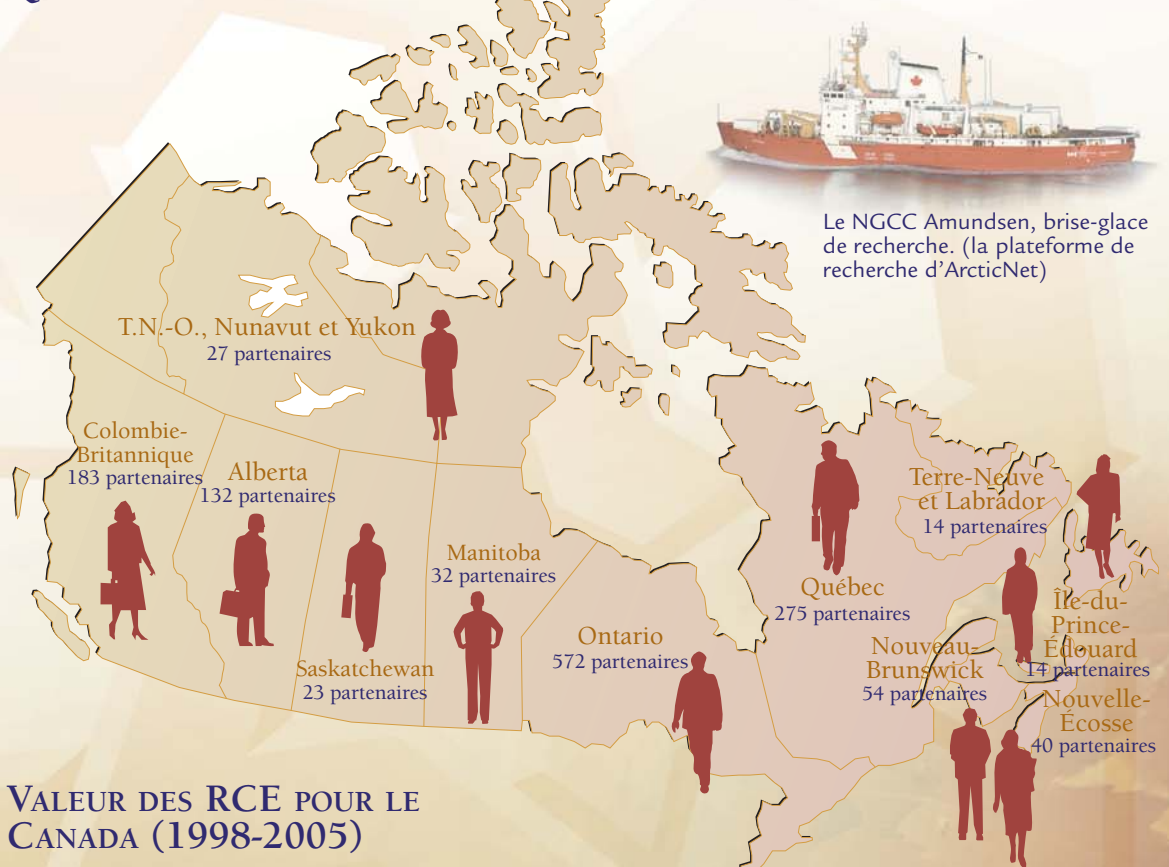 Le NGCC Amundsen, brise-glace
de recherche. (la plateforme de
recherche d'ArcticNet)
T.N.-O., Nunavut et Yukon
27 partenaires
Colombie-
Britannique
183 partenaires
Alberta
132 partenaires
Saskatchewan
23 partenaires
Manitoba
32 partenaires
Ontario
572 partenaires
Québec
275 partenaires
Terre-Neuve
et Labrador
14 partenaires
Île-du-
Prince-
Édouard
14 partenaires
Nouveau-
Brunswick
54 partenaires
Nouvelle-
Écosse
40 partenaires
VALEUR DES RCE POUR LE
CANADA (1998-2005)